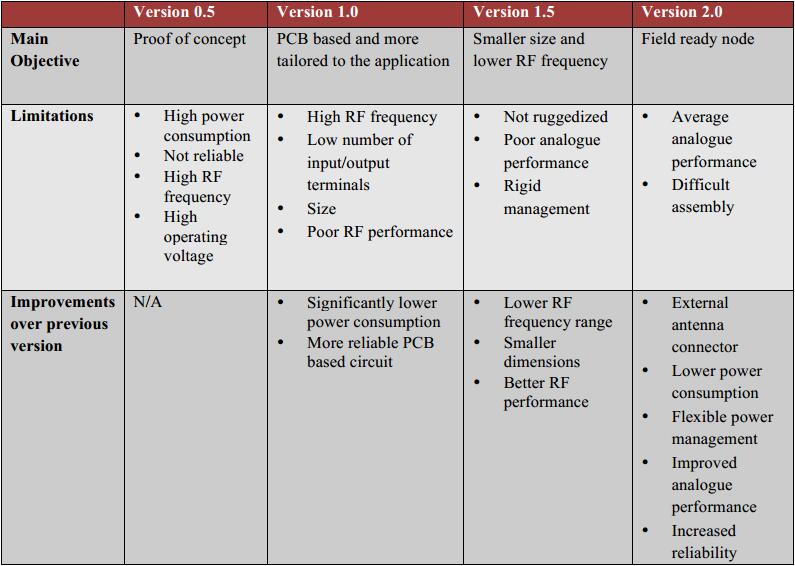 Version 0.5
Version 1.0
Version 1.5
Version 2.0
Main
Objective
Proof of concept
PCB based and more
tailored to the application
Smaller size and
lower RF frequency
Field ready node
Limitations
• High power
consumption
• Not reliable
• High RF
frequency
• High
operating
voltage
• High RF frequency
• Low number of
input/output
terminals
• Size
• Poor RF performance
• Not ruggedized
• Poor analogue
performance
• Rigid
management
• Average
analogue
performance
• Difficult
assembly
Improvements
over previous
version
N/A
• Significantly lower
power consumption
• More reliable PCB
based circuit
• Lower RF
frequency range
• Smaller
dimensions
• Better RF
performance
• External
antenna
connector
• Lower power
consumption
• Flexible power
management
• Improved
analogue
performance
• Increased
reliability